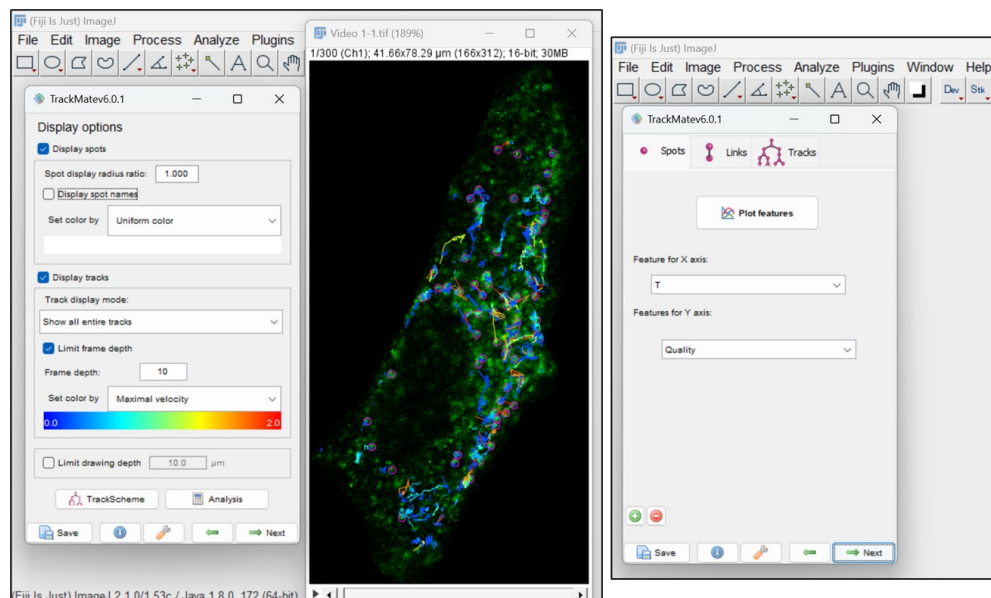 (Fiji Is Just) ImageJ
File Edit Image Process Analyze Plugins
TrackMatev6.0.1
Display options
Display spots
Spot display radius ratio: 1.000
Display spot names
Set color by Uniform color
Display tracks
Track display mode:
Show all entire tracks
Limit frame depth
Frame depth: 10
Set color by Maximal velocity
0.0 2.0
Limit drawing depth 10.0 µm
TrackScheme Analysis
Save Next
(Fiji Is Just) ImageJ 2.1.0/1.53c / Java 1.8.0_172 (64-bit)
Video 1-1.tif (189%)
1/300 (Ch1); 41.66x78.29 µm (166x312); 16-bit; 30MB
(Fiji Is Just) ImageJ
File Edit Image Process Analyze Plugins Window Help
Dev Stk
TrackMatev6.0.1
Spots Links Tracks
Plot features
Feature for X axis:
T
Features for Y axis:
Quality
Save Next